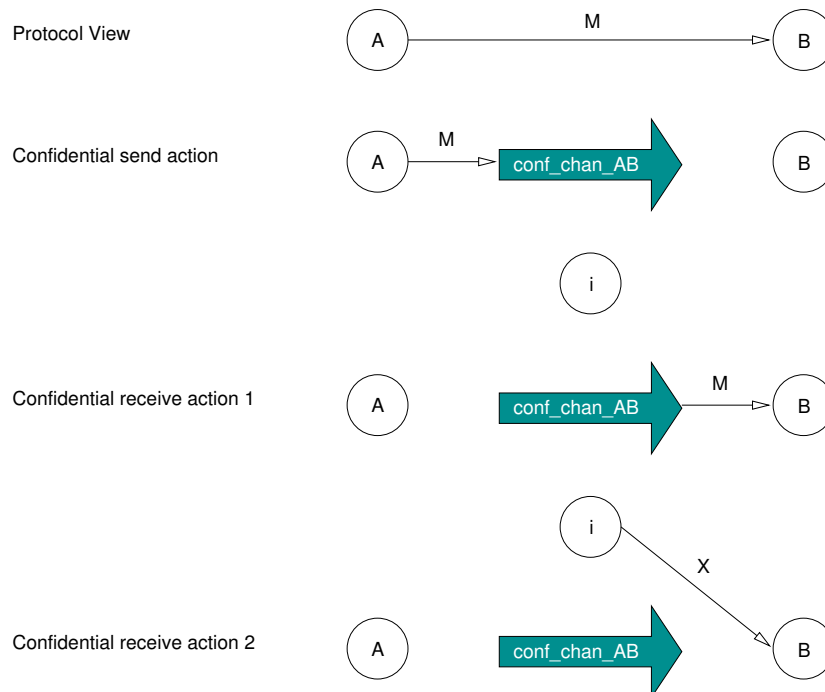 Protocol View
A
M
B
Confidential send action
A
M
conf_chan_AB
B
i
Confidential receive action 1
A
conf_chan_AB
M
B
i
X
Confidential receive action 2
A
conf_chan_AB
B